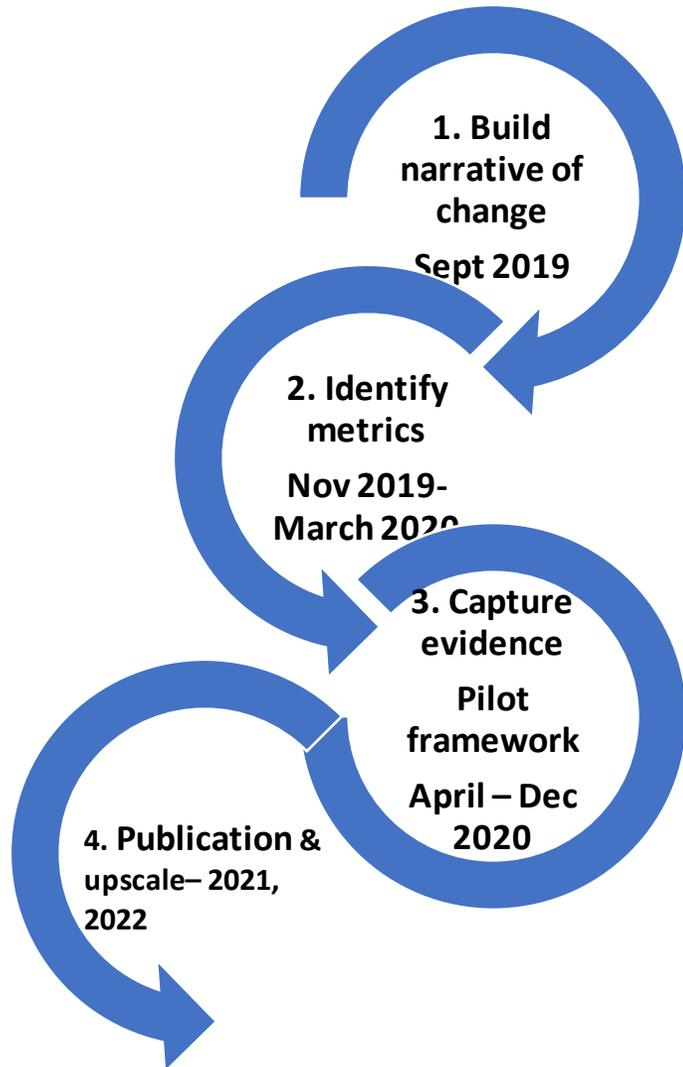 1. Build
narrative of
change
Sept 2019
2. Identify
metrics
Nov 2019-
March 2020
3. Capture
evidence
Pilot
framework
April – Dec
2020
4. Publication &
upscale– 2021,
2022